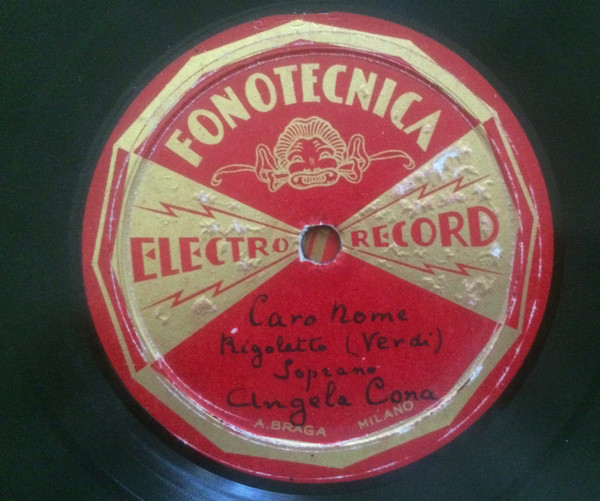 FONOTECNICA
ELECTRO RECORD
Caro Nome
Rigoletto (Verdi)
Soprano
Angela Cona
A. BRAGA MILANO